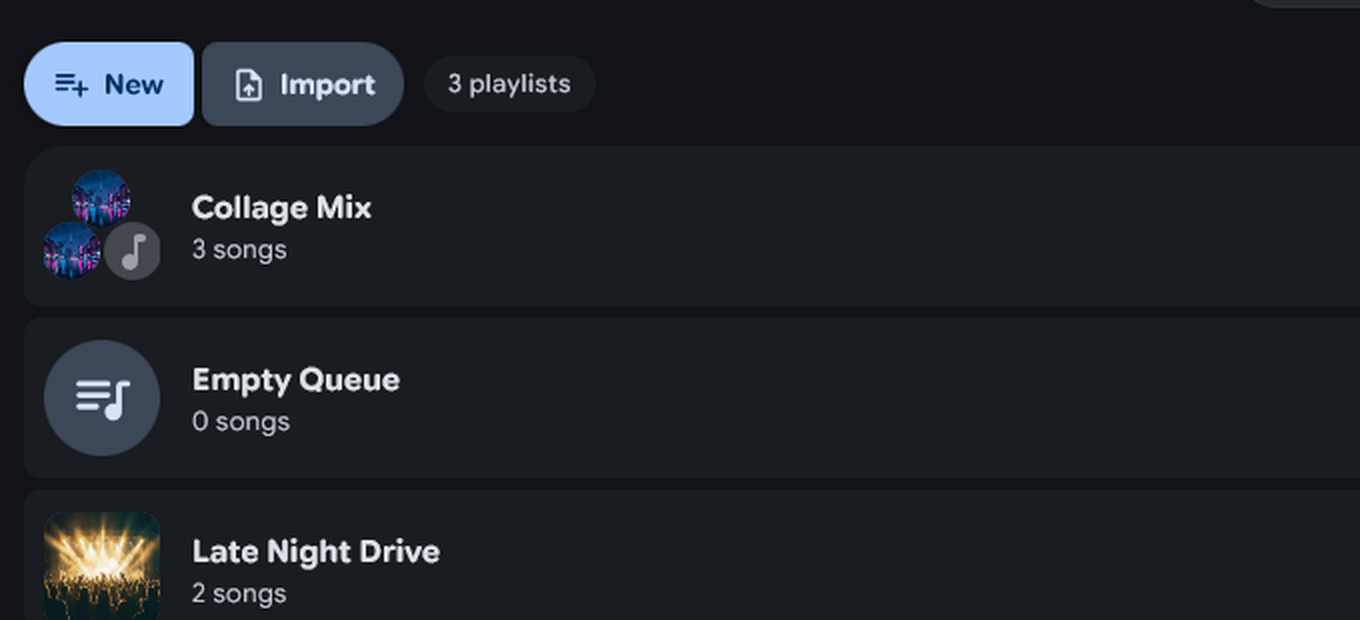 New Import 3 playlists
Collage Mix
3 songs
Empty Queue
0 songs
Late Night Drive
2 songs